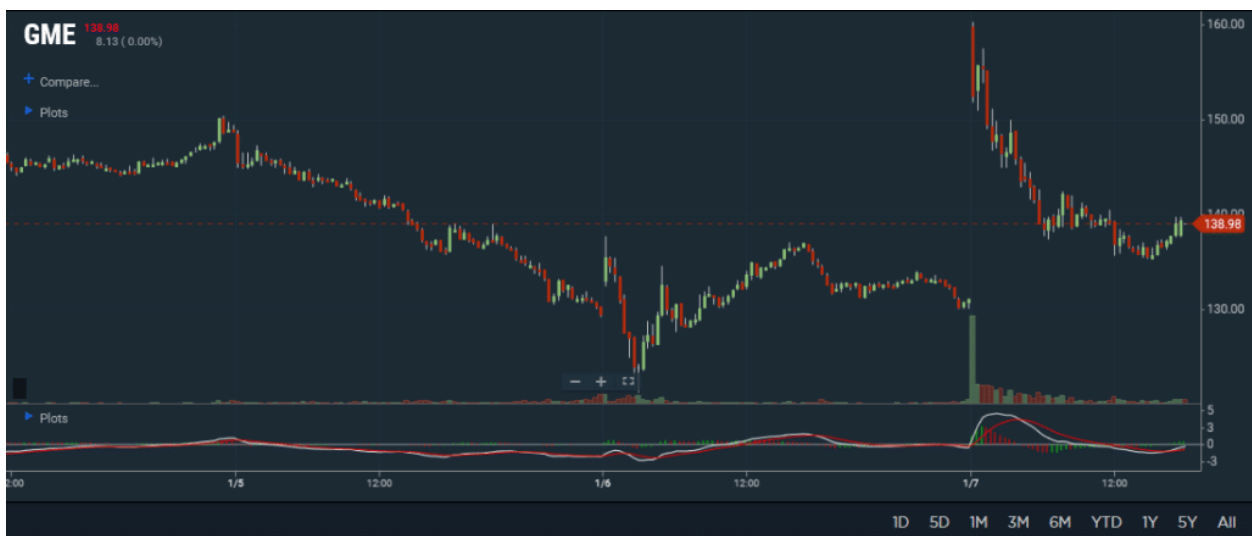 GME 138.98
8.13 ( 0.00%)
+ Compare...
Plots
160.00
150.00
140.00
138.98
130.00
Plots
5
3
0
-3
2:00 1/5 12:00 1/6 12:00 1/7 12:00
1D 5D 1M 3M 6M YTD 1Y 5Y All